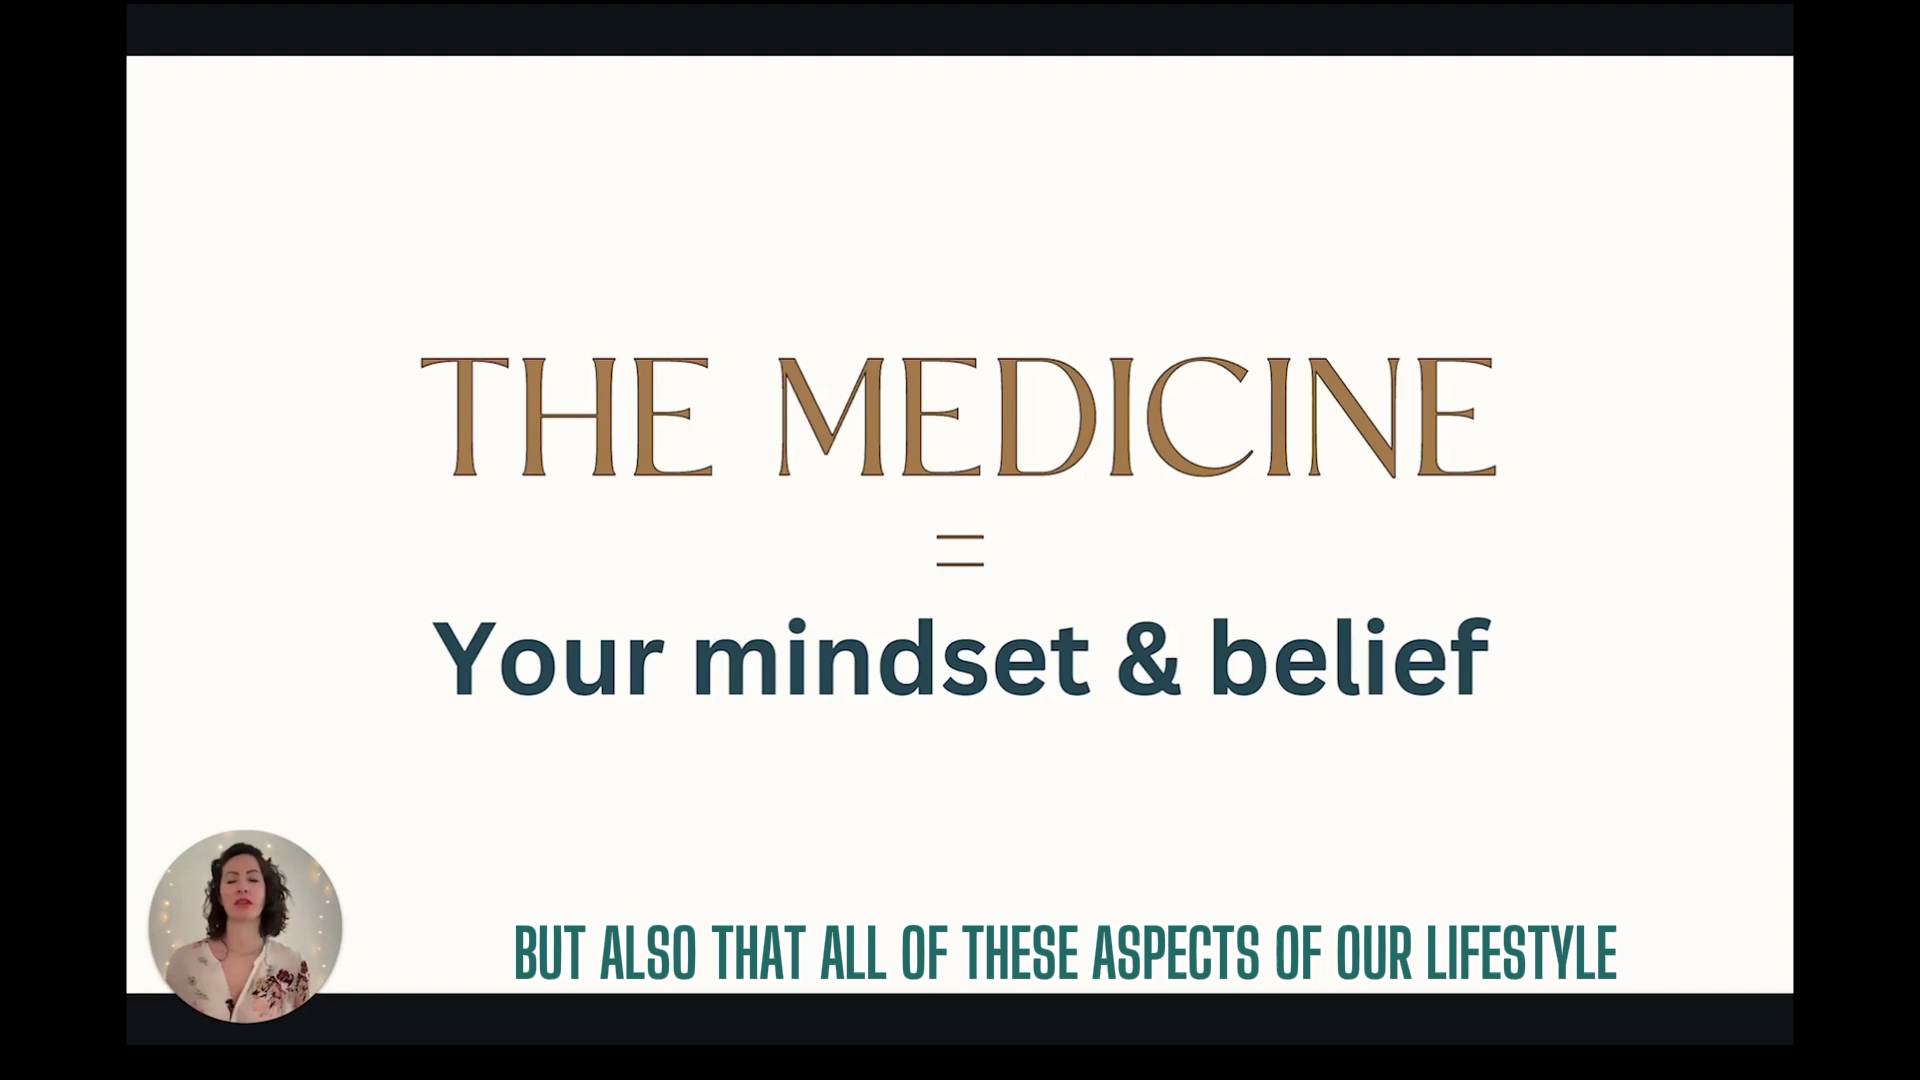 THE MEDICINE
=
Your mindset & belief
BUT ALSO THAT ALL OF THESE ASPECTS OF OUR LIFESTYLE